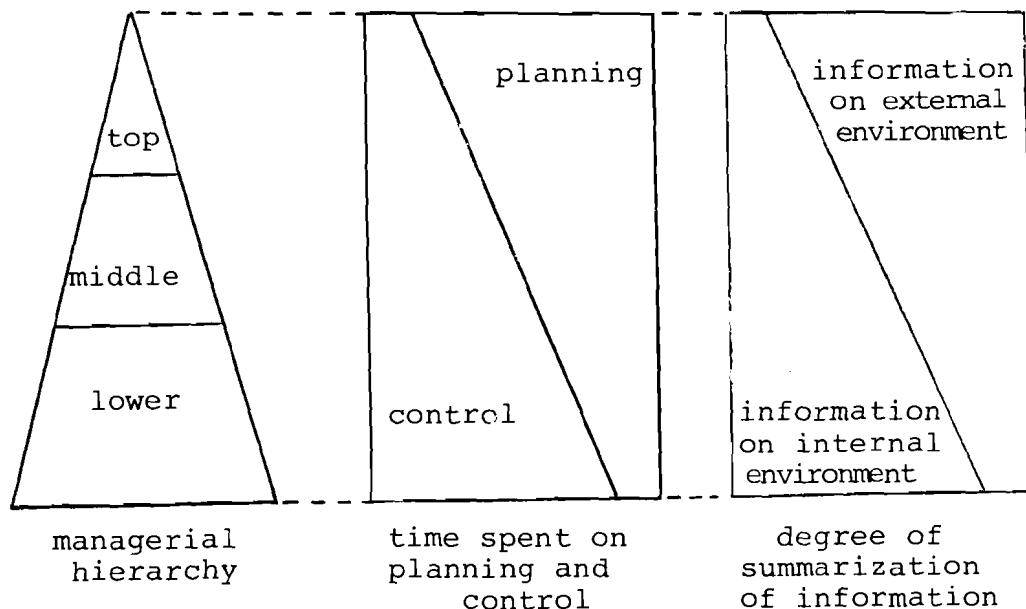 top
middle
lower
managerial
hierarchy
planning
control
time spent on
planning and
control
information
on external
environment
information
on internal
environment
degree of
summarization
of information